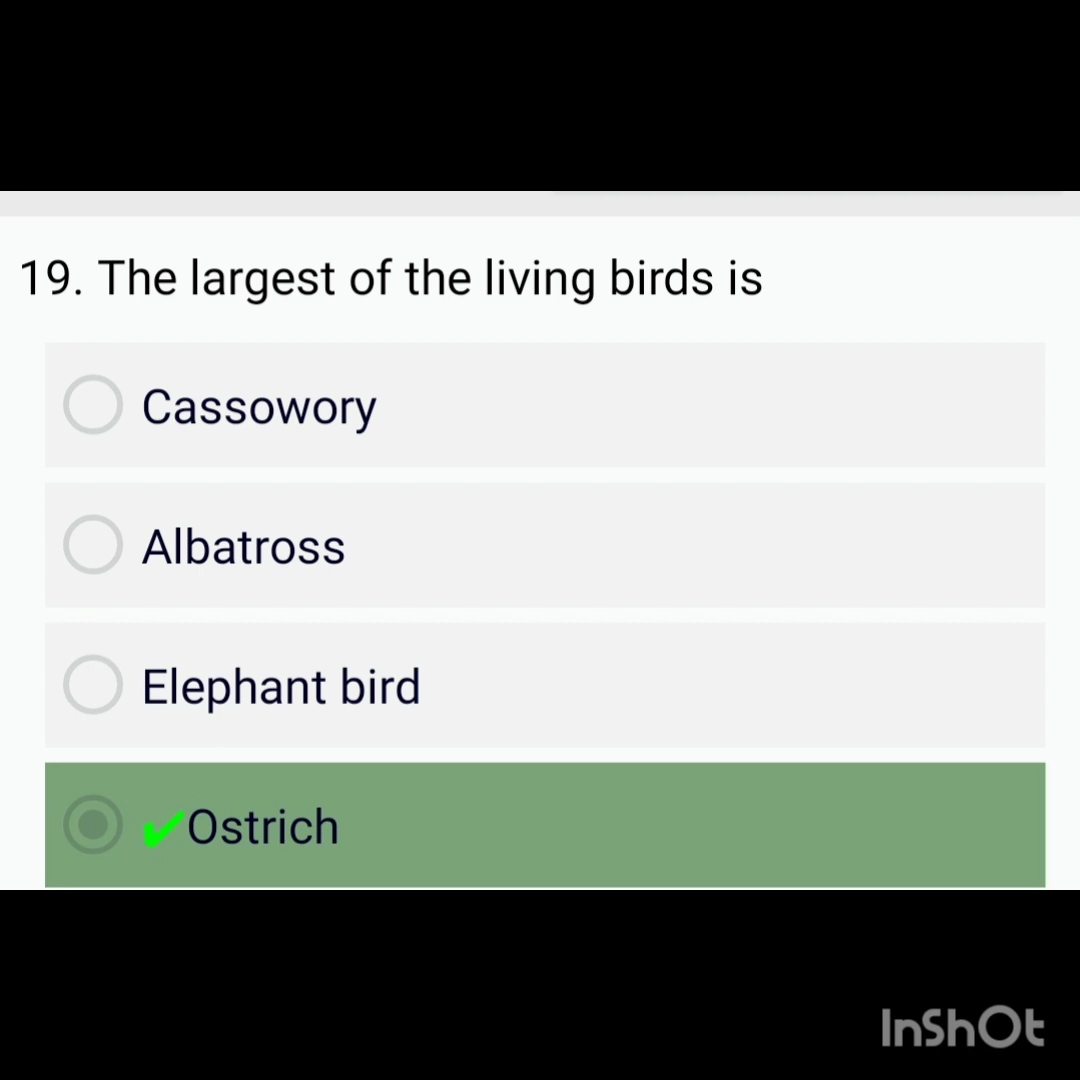 19. The largest of the living birds is
Cassowory
Albatross
Elephant bird
✔Ostrich
InShOt